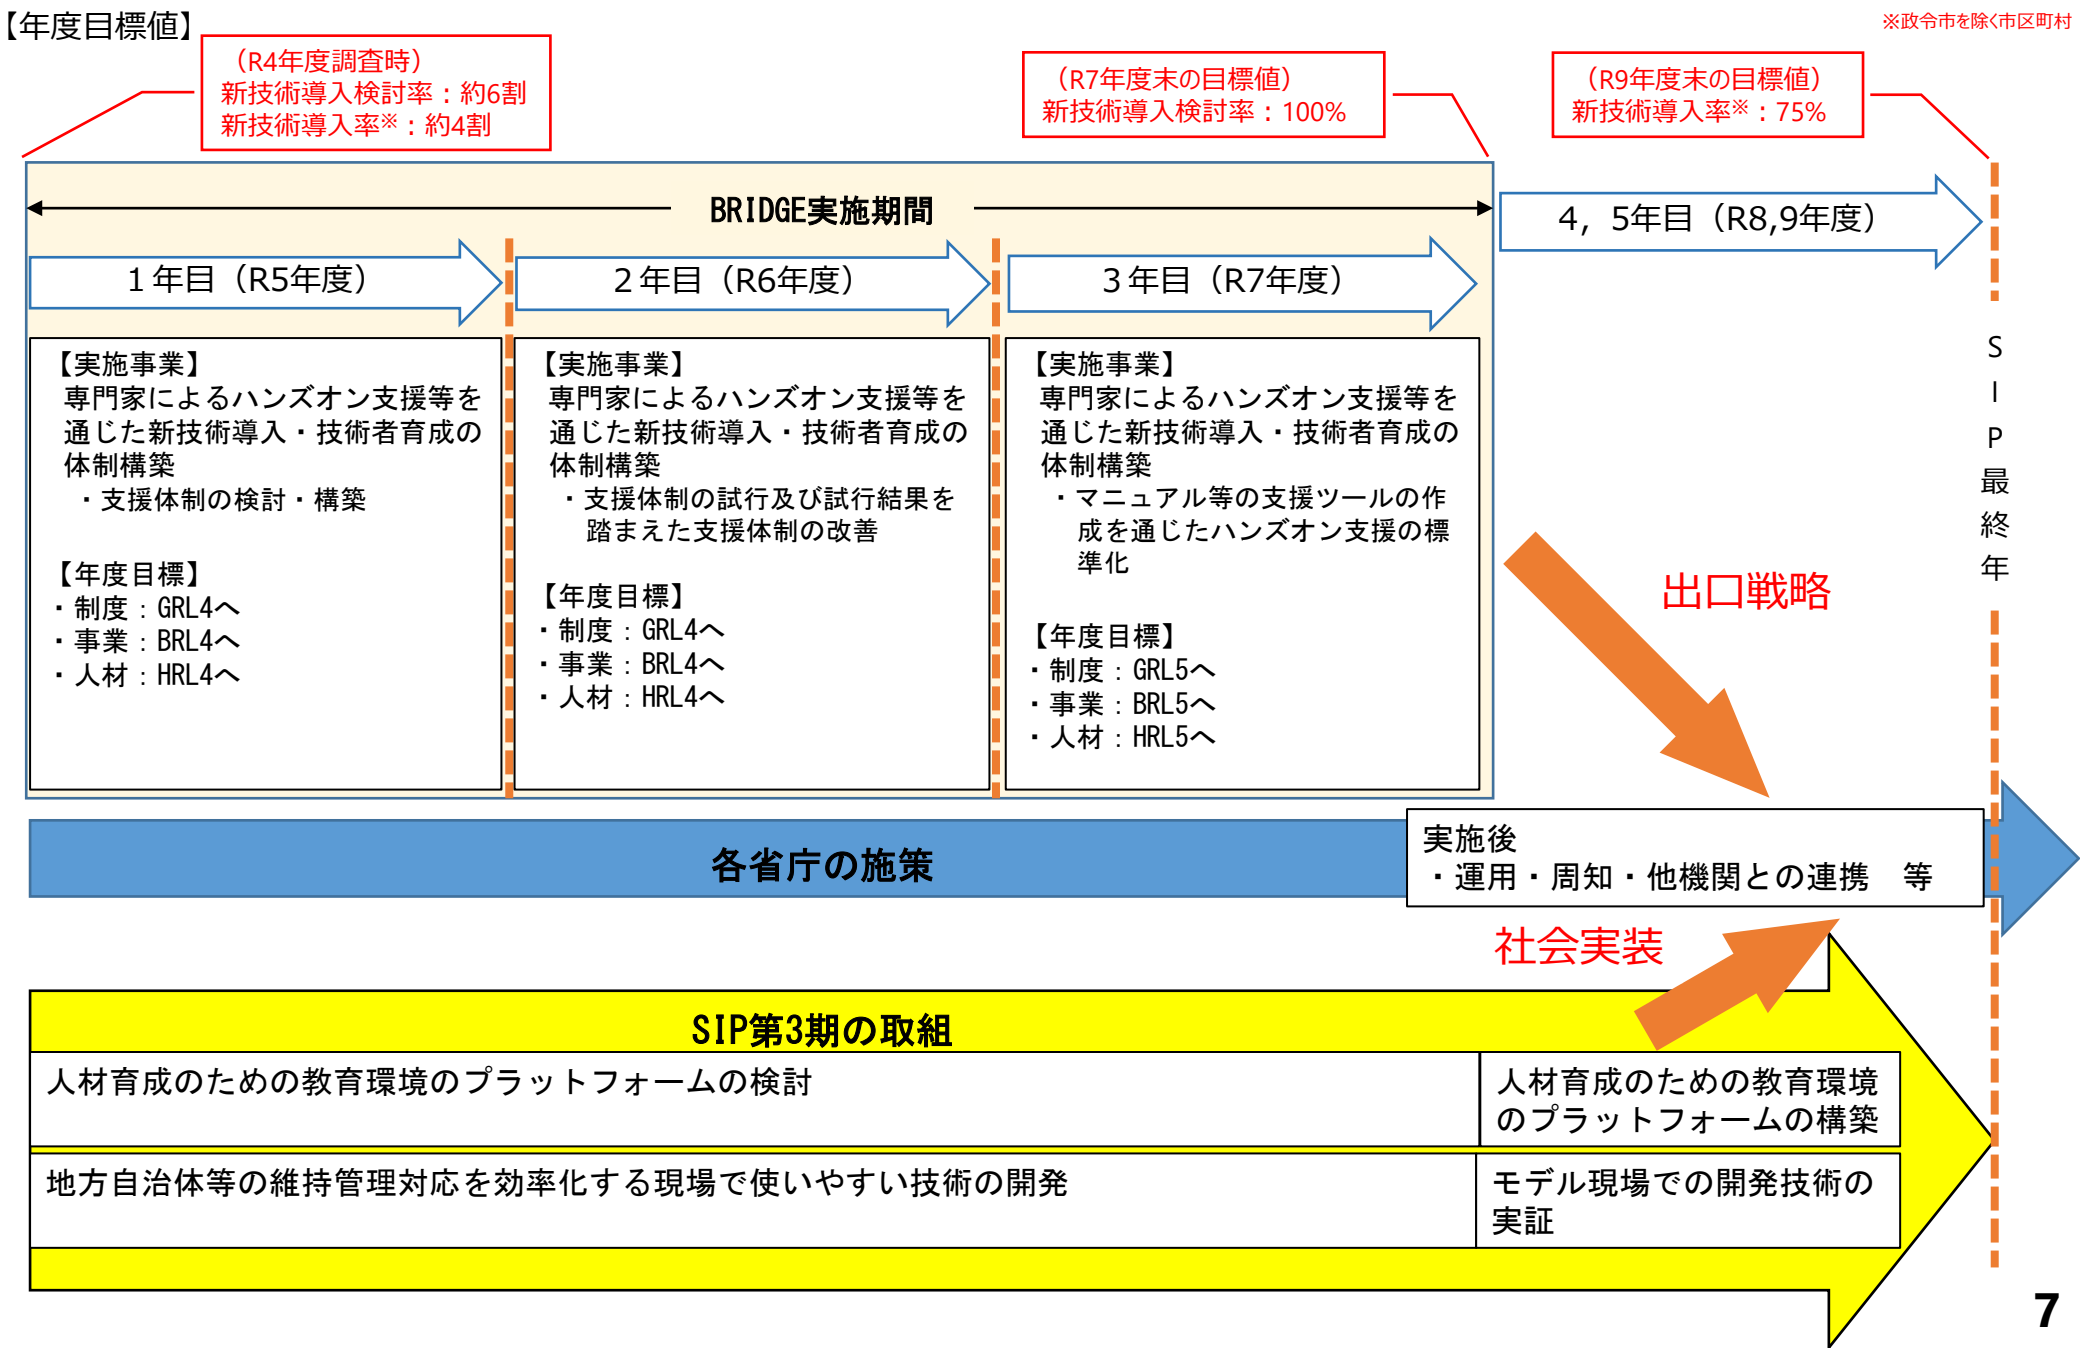 【年度目標値】
※政令市を除く市区町村
（R4年度調査時）
新技術導入検討率：約6割
新技術導入率※：約4割
（R7年度末の目標値）
新技術導入検討率：100%
（R9年度末の目標値）
新技術導入率※：75%
BRIDGE実施期間
4，5年目（R8,9年度）
1年目（R5年度）
2年目（R6年度）
3年目（R7年度）
【実施事業】
専門家によるハンズオン支援等を
通じた新技術導入・技術者育成の
体制構築
・支援体制の検討・構築
【年度目標】
・制度：GRL4へ
・事業：BRL4へ
・人材：HRL4へ
【実施事業】
専門家によるハンズオン支援等を
通じた新技術導入・技術者育成の
体制構築
・支援体制の試行及び試行結果を
踏まえた支援体制の改善
【年度目標】
・制度：GRL4へ
・事業：BRL4へ
・人材：HRL4へ
【実施事業】
専門家によるハンズオン支援等を
通じた新技術導入・技術者育成の
体制構築
・マニュアル等の支援ツールの作
成を通じたハンズオン支援の標
準化
【年度目標】
・制度：GRL5へ
・事業：BRL5へ
・人材：HRL5へ
出口戦略
SIP最終年
各省庁の施策
実施後
・運用・周知・他機関との連携　等
社会実装
SIP第3期の取組
人材育成のための教育環境のプラットフォームの検討
人材育成のための教育環境
のプラットフォームの構築
地方自治体等の維持管理対応を効率化する現場で使いやすい技術の開発
モデル現場での開発技術の
実証
7